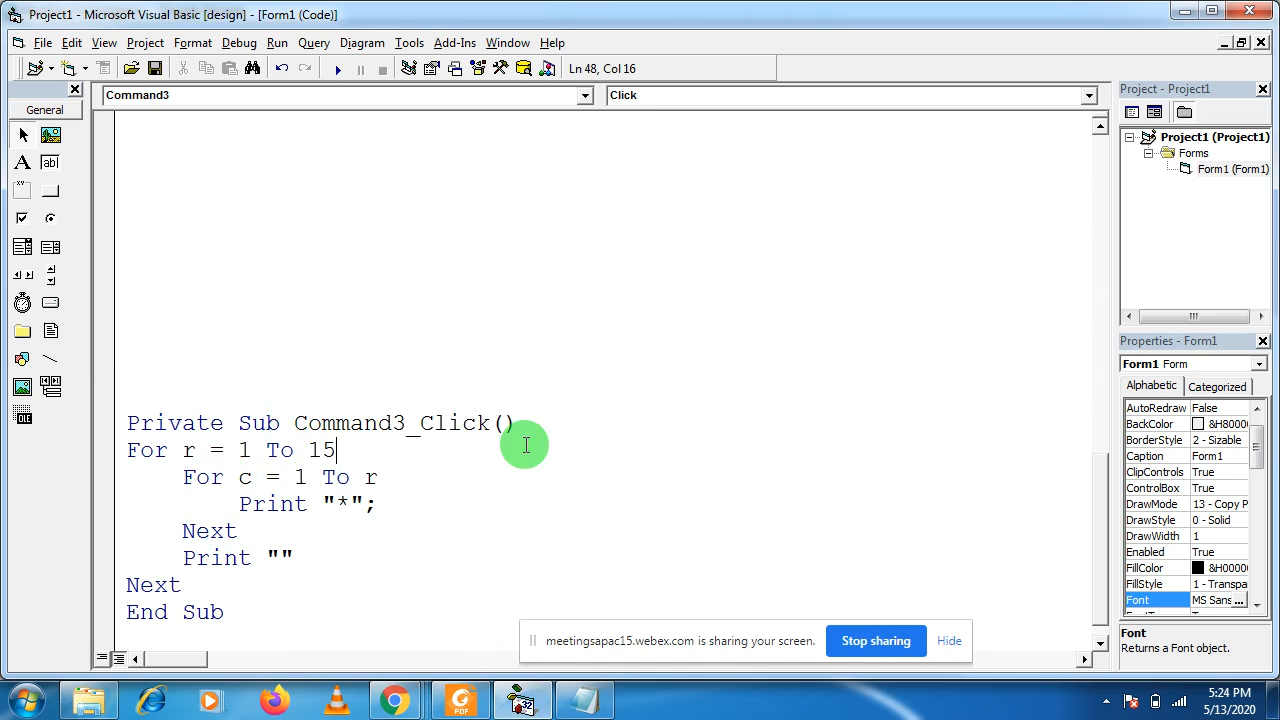 Project1 - Microsoft Visual Basic [design] - [Form1 (Code)]
File Edit View Project Format Debug Run Query Diagram Tools Add-Ins Window Help
Ln 48, Col 16
General
Command3
Click
Private Sub Command3_Click()
For r = 1 To 15
For c = 1 To r
Print "*";
Next
Print ""
Next
End Sub
Project - Project1
Project1 (Project1)
Forms
Form1 (Form1)
Properties - Form1
Form1 Form
Alphabetic Categorized
AutoRedraw False
BackColor &H8000
BorderStyle 2 - Sizable
Caption Form1
ClipControls True
ControlBox True
DrawMode 13 - Copy P
DrawStyle 0 - Solid
DrawWidth 1
Enabled True
FillColor &H0000
FillStyle 1 - Transpa
Font MS Sans ...
Font
Returns a Font object.
meetingsapac15.webex.com is sharing your screen. Stop sharing Hide
PDF
32
5:24 PM
5/13/2020